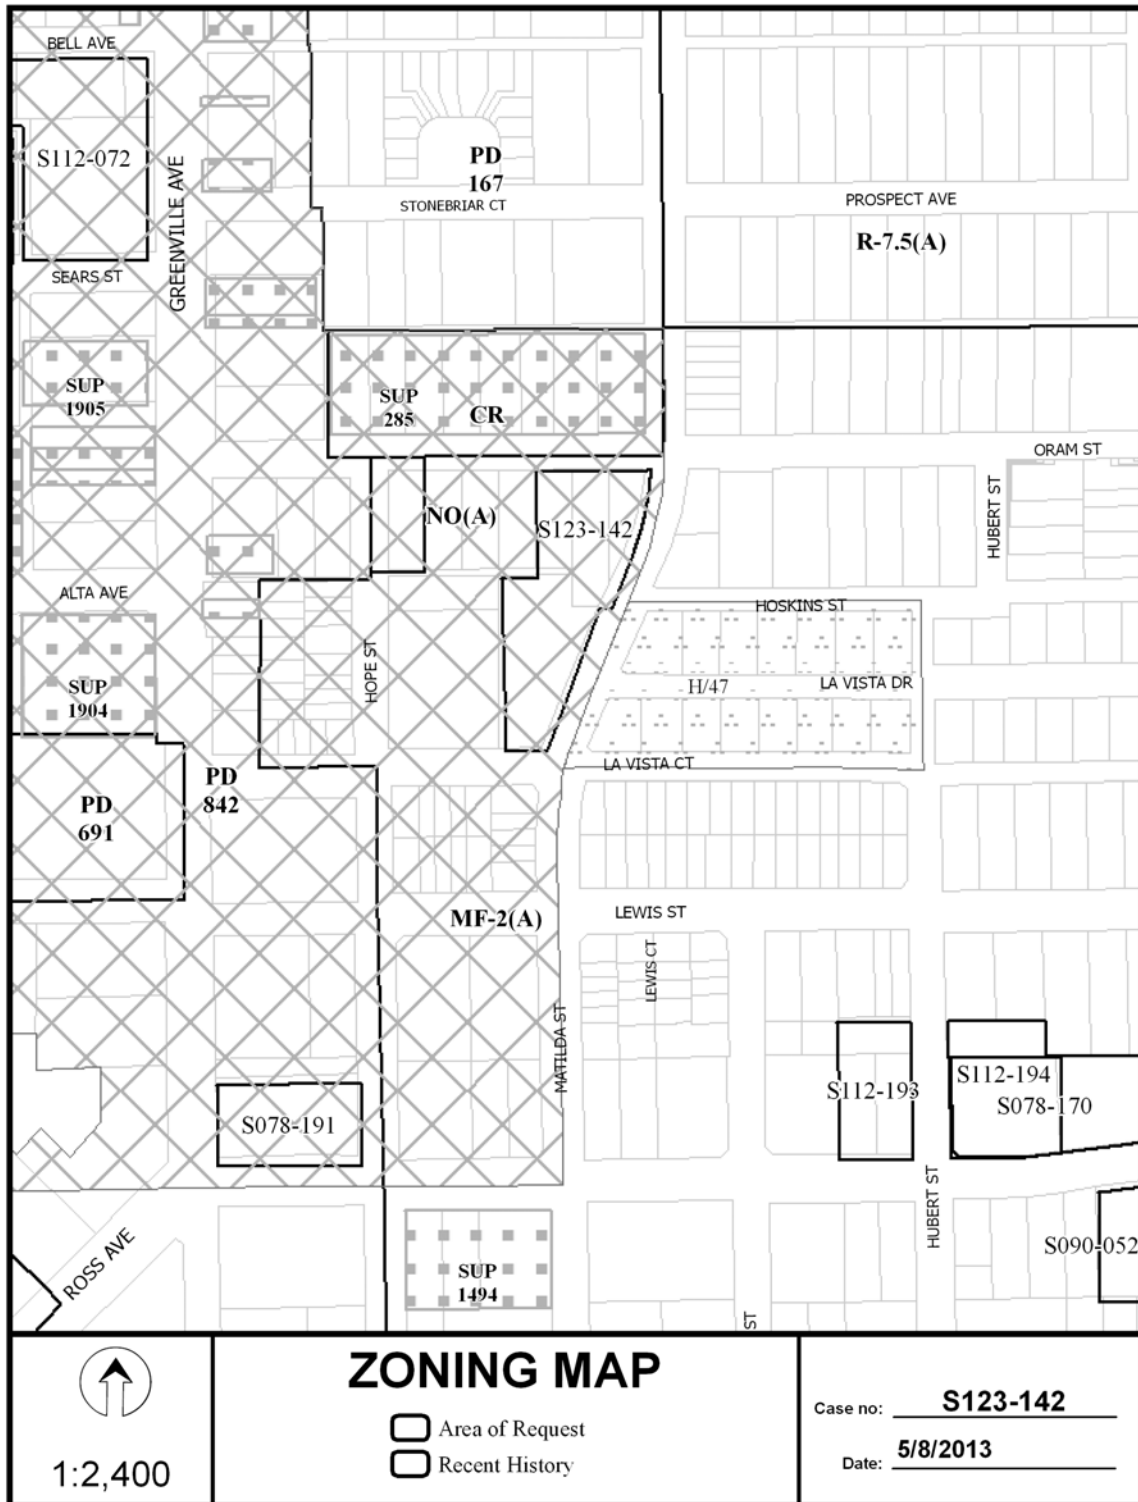 BELL AVE
S112-072
GREENVILLE AVE
PD
167
STONEBRIAR CT
PROSPECT AVE
R-7.5(A)
SEARS ST
SUP
1905
SUP
285
CR
ORAM ST
HUBERT ST
NO(A)
S123-142
ALTA AVE
HOSKINS ST
HOPE ST
H/47
LA VISTA DR
SUP
1904
LA VISTA CT
PD
842
PD
691
MF-2(A)
LEWIS ST
LEWIS CT
MATILDA ST
S112-193
S112-194
S078-170
S078-191
HUBERT ST
ROSS AVE
S090-052
SUP
1494
ST
1:2,400
ZONING MAP
Area of Request
Recent History
Case no: S123-142
Date: 5/8/2013